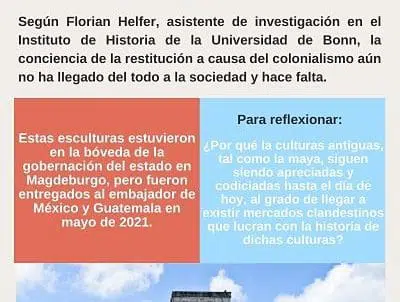 Según Florian Helfer, asistente de investigación en el
Instituto de Historia de la Universidad de Bonn, la
conciencia de la restitución a causa del colonialismo aún
no ha llegado del todo a la sociedad y hace falta.
Estas esculturas estuvieron
en la bóveda de la
gobernación del estado en
Magdeburgo, pero fueron
entregados al embajador de
México y Guatemala en
mayo de 2021.
Para reflexionar:
¿Por qué la culturas antiguas,
tal como la maya, siguen
siendo apreciadas y
codiciadas hasta el día de
hoy, al grado de llegar a
existir mercados clandestinos
que lucran con la historia de
dichas culturas?